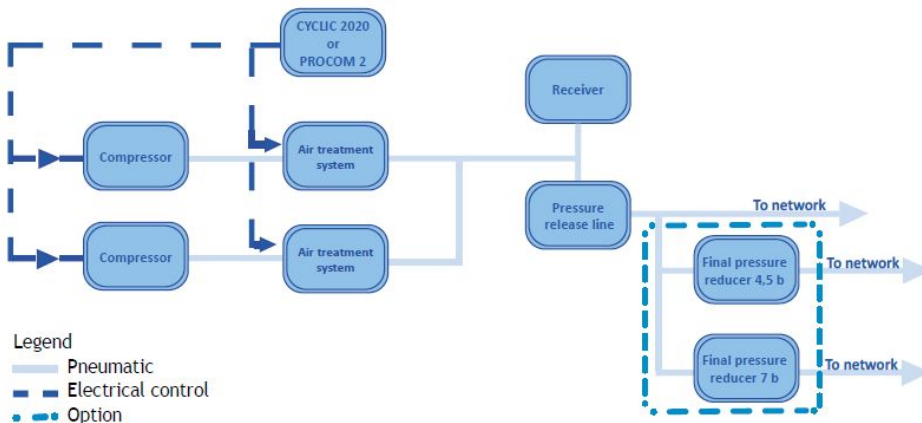 CYCLIC 2020
or
PROCOM 2
Receiver
Compressor
Air treatment
system
Pressure
release line
To network
Compressor
Air treatment
system
Final pressure
reducer 4,5 b
To network
Final pressure
reducer 7 b
To network
Legend
Pneumatic
Electrical control
Option